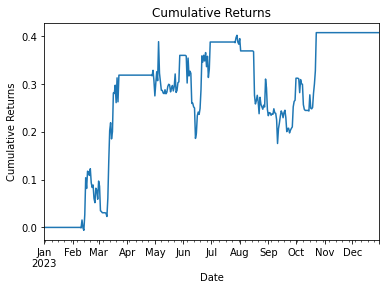 Cumulative Returns
Cumulative Returns
0.4
0.3
0.2
0.1
0.0
Jan Feb Mar Apr May Jun Jul Aug Sep Oct Nov Dec
2023
Date